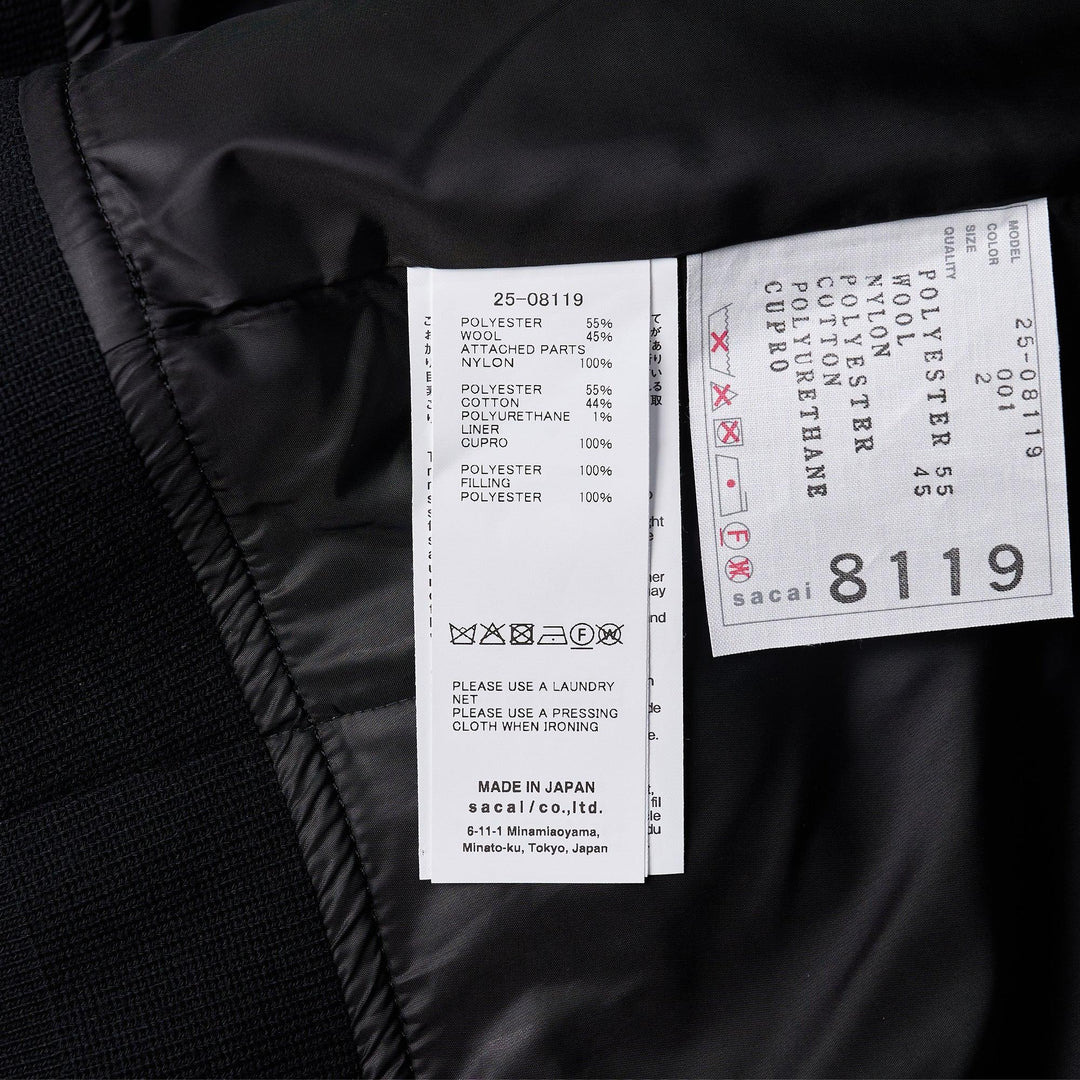 25-08119
POLYESTER 55%
WOOL 45%
ATTACHED PARTS
NYLON 100%
POLYESTER 55%
COTTON 44%
POLYURETHANE 1%
LINER
CUPRO 100%
POLYESTER 100%
FILLING
POLYESTER 100%
F W
PLEASE USE A LAUNDRY
NET
PLEASE USE A PRESSING
CLOTH WHEN IRONING
MADE IN JAPAN
sacai/co.,ltd.
6-11-1 Minamiaoyama,
Minato-ku, Tokyo, Japan
MODEL 25-08119
COLOR 001
SIZE 2
QUALITY
POLYESTER 55
WOOL 45
NYLON
POLYESTER
COTTON
POLYURETHANE
CUPRO
F
W
sacai 8119